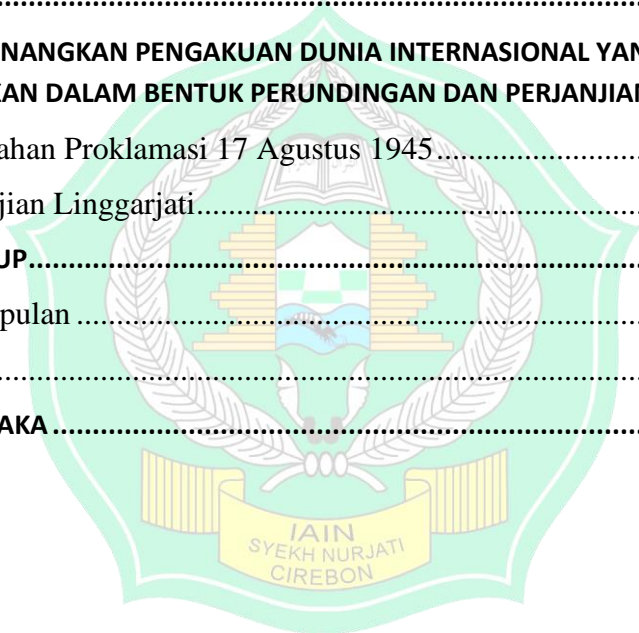 ........................................................................
NANGKAN PENGAKUAN DUNIA INTERNASIONAL YAN
KAN DALAM BENTUK PERUNDINGAN DAN PERJANJIAN
ahan Proklamasi 17 Agustus 1945........................
jian Linggarjati........................................................
UP........................................................................
pulan ..................................................................
........................................................................
AKA ....................................................................
IAIN
SYEKH NURJATI
CIREBON